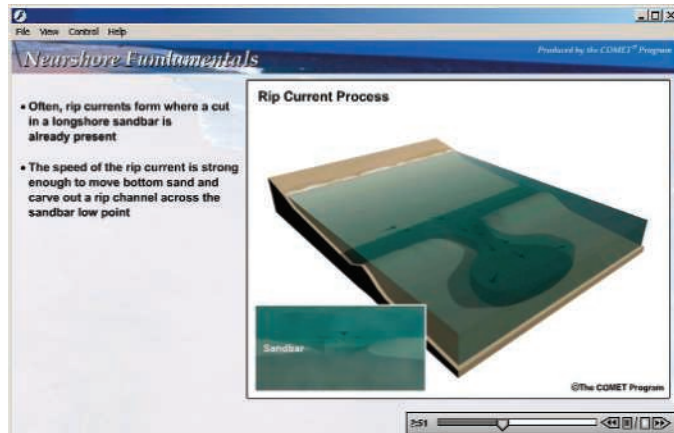 File View Control Help
Nearshore Fundamentals
Produced by the COMET® Program
• Often, rip currents form where a cut
in a longshore sandbar is
already present
• The speed of the rip current is strong
enough to move bottom sand and
carve out a rip channel across the
sandbar low point
Rip Current Process
Sandbar
©The COMET Program
2:51